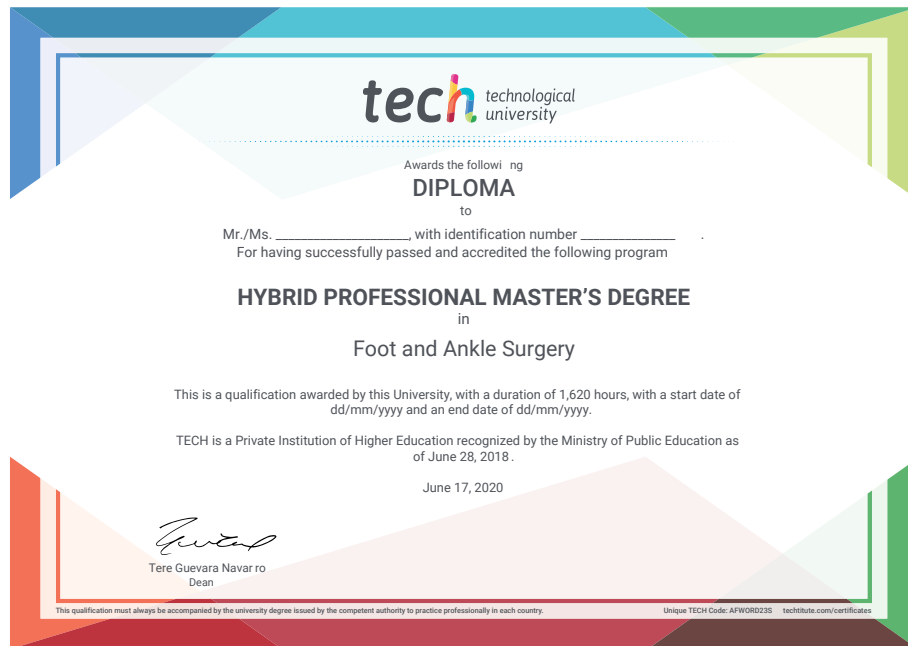 tech technological
university
Awards the followi ng
DIPLOMA
to
Mr./Ms. _____________________, with identification number _______________ .
For having successfully passed and accredited the following program
HYBRID PROFESSIONAL MASTER’S DEGREE
in
Foot and Ankle Surgery
This is a qualification awarded by this University, with a duration of 1,620 hours, with a start date of
dd/mm/yyyy and an end date of dd/mm/yyyy.
TECH is a Private Institution of Higher Education recognized by the Ministry of Public Education as
of June 28, 2018 .
June 17, 2020
Tere Guevara Navar ro
Dean
This qualification must always be accompanied by the university degree issued by the competent authority to practice professionally in each country. Unique TECH Code: AFWORD23S techtitute.com/certificates